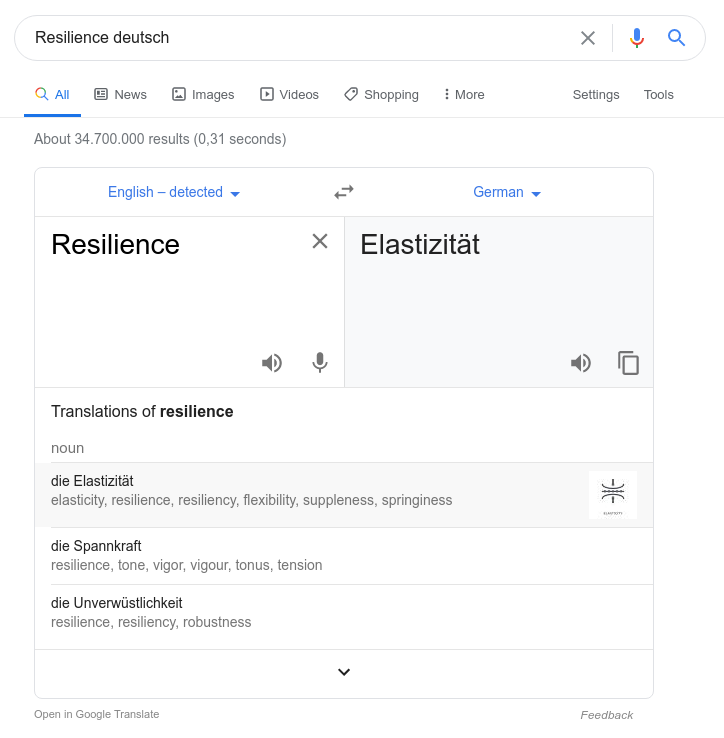 Resilience deutsch
All News Images Videos Shopping More Settings Tools
About 34.700.000 results (0,31 seconds)
English – detected German
Resilience Elastizität
Translations of resilience
noun
die Elastizität
elasticity, resilience, resiliency, flexibility, suppleness, springiness
ELASTICITY
die Spannkraft
resilience, tone, vigor, vigour, tonus, tension
die Unverwüstlichkeit
resilience, resiliency, robustness
Open in Google Translate Feedback